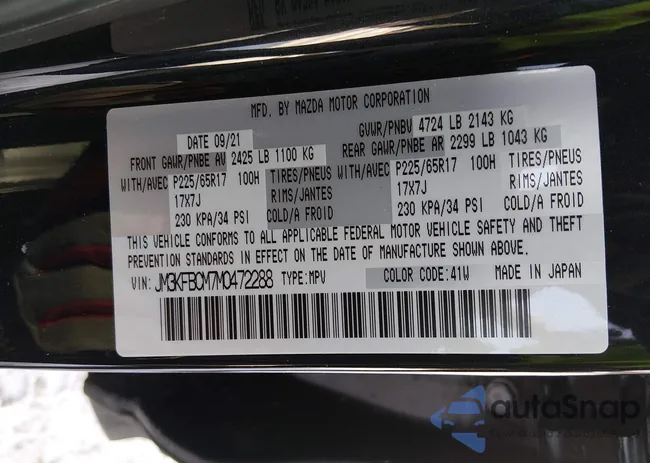 MFD. BY MAZDA MOTOR CORPORATION
DATE 09/21
GVWR/PNBV 4724 LB 2143 KG
FRONT GAWR/PNBE AV 2425 LB 1100 KG
REAR GAWR/PNBE AR 2299 LB 1043 KG
WITH/AVEC P225/65R17 100H TIRES/PNEUS
17X7J RIMS/JANTES
230 KPA/34 PSI COLD/A FROID
WITH/AVEC P225/65R17 100H TIRES/PNEUS
17X7J RIMS/JANTES
230 KPA/34 PSI COLD/A FROID
THIS VEHICLE CONFORMS TO ALL APPLICABLE FEDERAL MOTOR VEHICLE SAFETY AND THEFT
PREVENTION STANDARDS IN EFFECT ON THE DATE OF MANUFACTURE SHOWN ABOVE.
VIN: JM3KFBCM7M0472288 TYPE:MPV COLOR CODE:41W MADE IN JAPAN
autoSnap